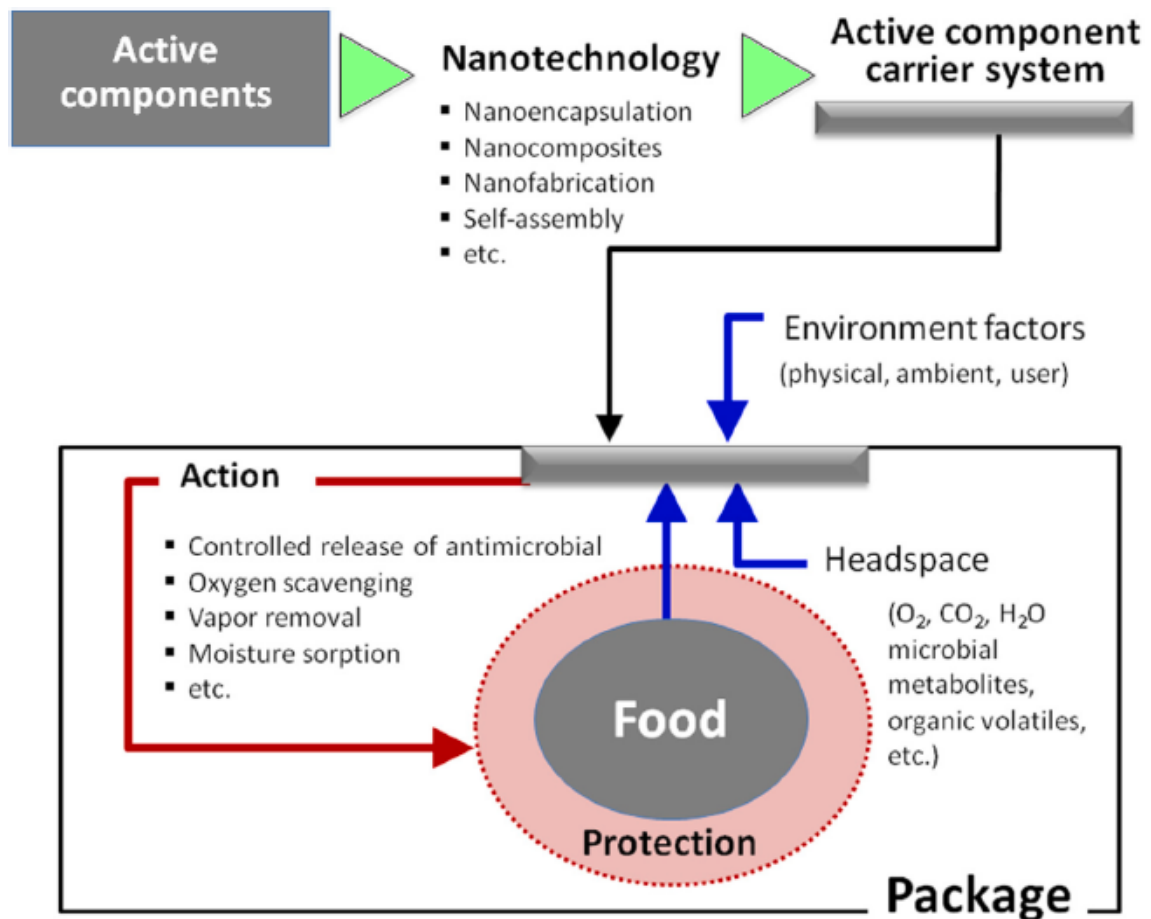 Active
components
Nanotechnology
▪ Nanoencapsulation
▪ Nanocomposites
▪ Nanofabrication
▪ Self-assembly
▪ etc.
Active component
carrier system
Environment factors
(physical, ambient, user)
Action
▪ Controlled release of antimicrobial
▪ Oxygen scavenging
▪ Vapor removal
▪ Moisture sorption
▪ etc.
Headspace
(O₂, CO₂, H₂O
microbial
metabolites,
organic volatiles,
etc.)
Food
Protection
Package